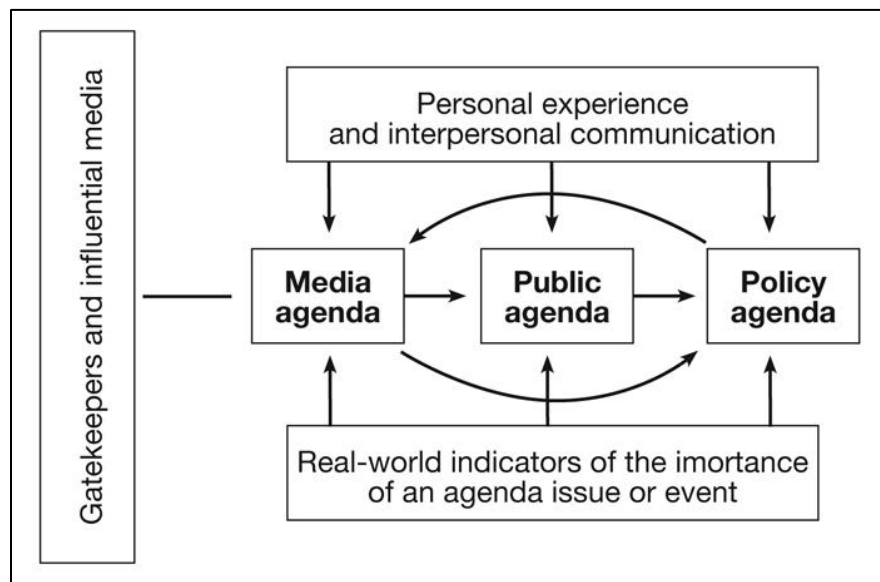 Gatekeepers and influential media
Personal experience
and interpersonal communication
Media
agenda
Public
agenda
Policy
agenda
Real-world indicators of the imortance
of an agenda issue or event